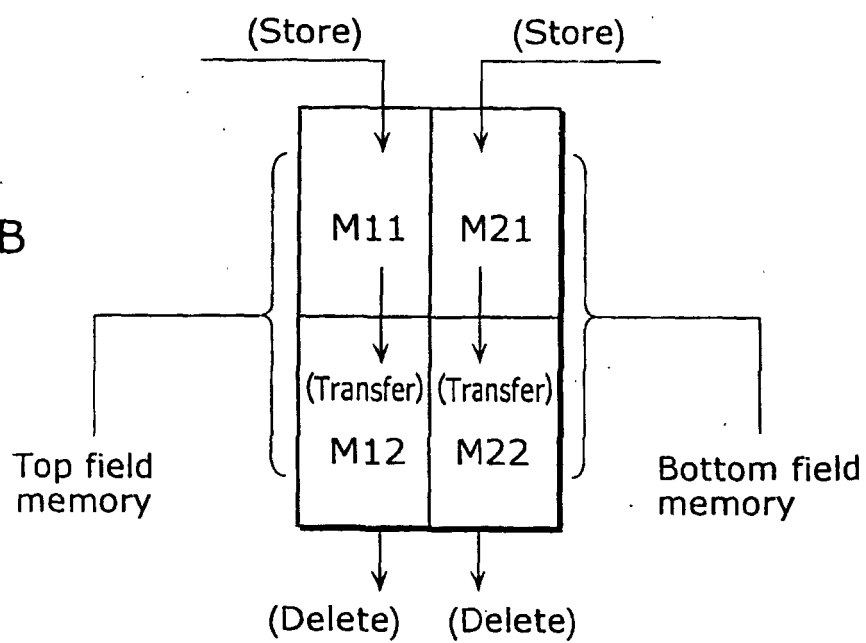 (Store) (Store)
B
M11 M21
(Transfer) (Transfer)
M12 M22
Top field
memory
Bottom field
memory
(Delete) (Delete)